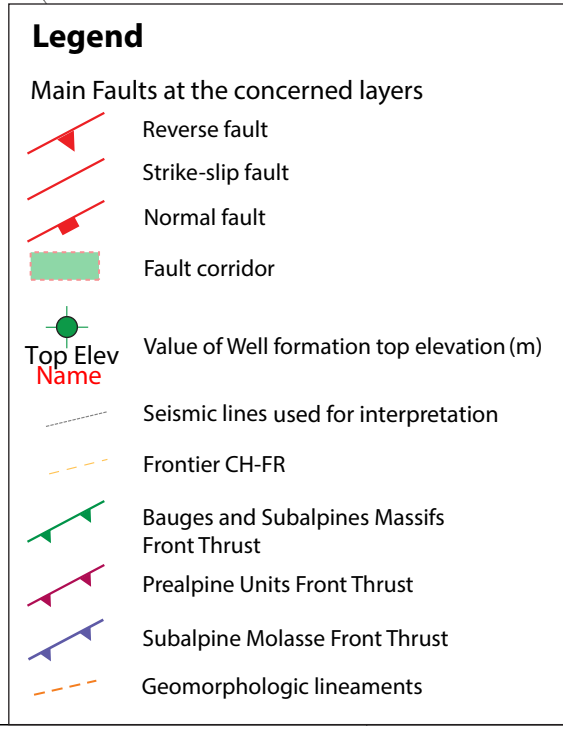 Legend
Main Faults at the concerned layers
Reverse fault
Strike-slip fault
Normal fault
Fault corridor
Top Elev
Name
Value of Well formation top elevation (m)
Seismic lines used for interpretation
Frontier CH-FR
Bauges and Subalpines Massifs
Front Thrust
Prealpine Units Front Thrust
Subalpine Molasse Front Thrust
Geomorphologic lineaments